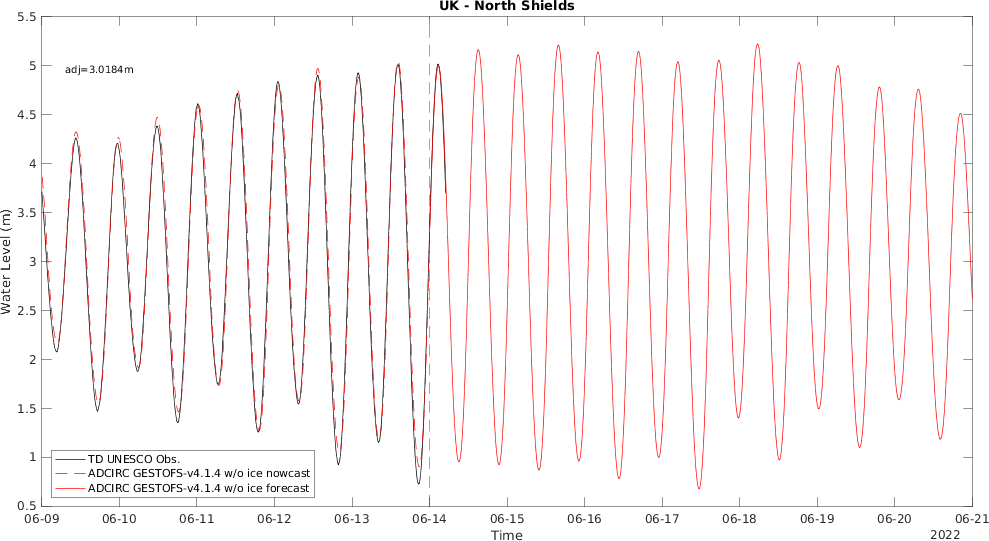 UK - North Shields
5.5
5
4.5
4
3.5
3
2.5
2
1.5
1
0.5
Water Level (m)
adj=3.0184m
TD UNESCO Obs.
ADCIRC GESTOFS-v4.1.4 w/o ice nowcast
ADCIRC GESTOFS-v4.1.4 w/o ice forecast
06-09 06-10 06-11 06-12 06-13 06-14 06-15 06-16 06-17 06-18 06-19 06-20 06-21
Time
2022